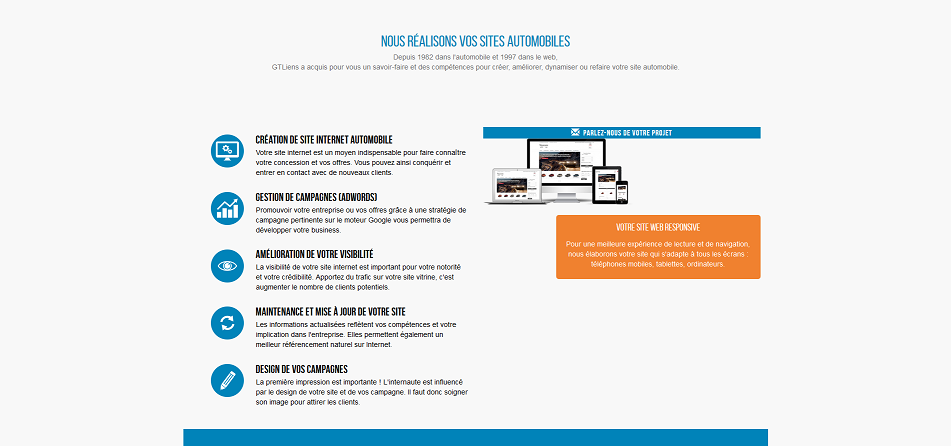 NOUS RÉALISONS VOS SITES AUTOMOBILES
Depuis 1982 dans l'automobile et 1997 dans le web,
GTLiens a acquis pour vous un savoir-faire et des compétences pour créer, améliorer, dynamiser ou refaire votre site automobile.
CRÉATION DE SITE INTERNET AUTOMOBILE
Votre site internet est un moyen indispensable pour faire connaître
votre concession et vos offres. Vous pouvez ainsi conquérir et
entrer en contact avec de nouveaux clients.
GESTION DE CAMPAGNES (ADWORDS)
Promouvoir votre entreprise ou vos offres grâce à une stratégie de
campagne pertinente sur le moteur Google vous permettra de
développer votre business.
AMÉLIORATION DE VOTRE VISIBILITÉ
La visibilité de votre site internet est important pour votre notorité
et votre crédibilité. Apportez du trafic sur votre site vitrine, c'est
augmenter le nombre de clients potentiels.
MAINTENANCE ET MISE À JOUR DE VOTRE SITE
Les informations actualisées reflètent vos compétences et votre
implication dans l'entreprise. Elles permettent également un
meilleur référencement naturel sur Internet.
DESIGN DE VOS CAMPAGNES
La première impression est importante ! L'internaute est influencé
par le design de votre site et de vos campagne. Il faut donc soigner
son image pour attirer les clients.
PARLEZ-NOUS DE VOTRE PROJET
VOTRE SITE WEB RESPONSIVE
Pour une meilleure expérience de lecture et de navigation,
nous élaborons votre site qui s'adapte à tous les écrans :
téléphones mobiles, tablettes, ordinateurs.